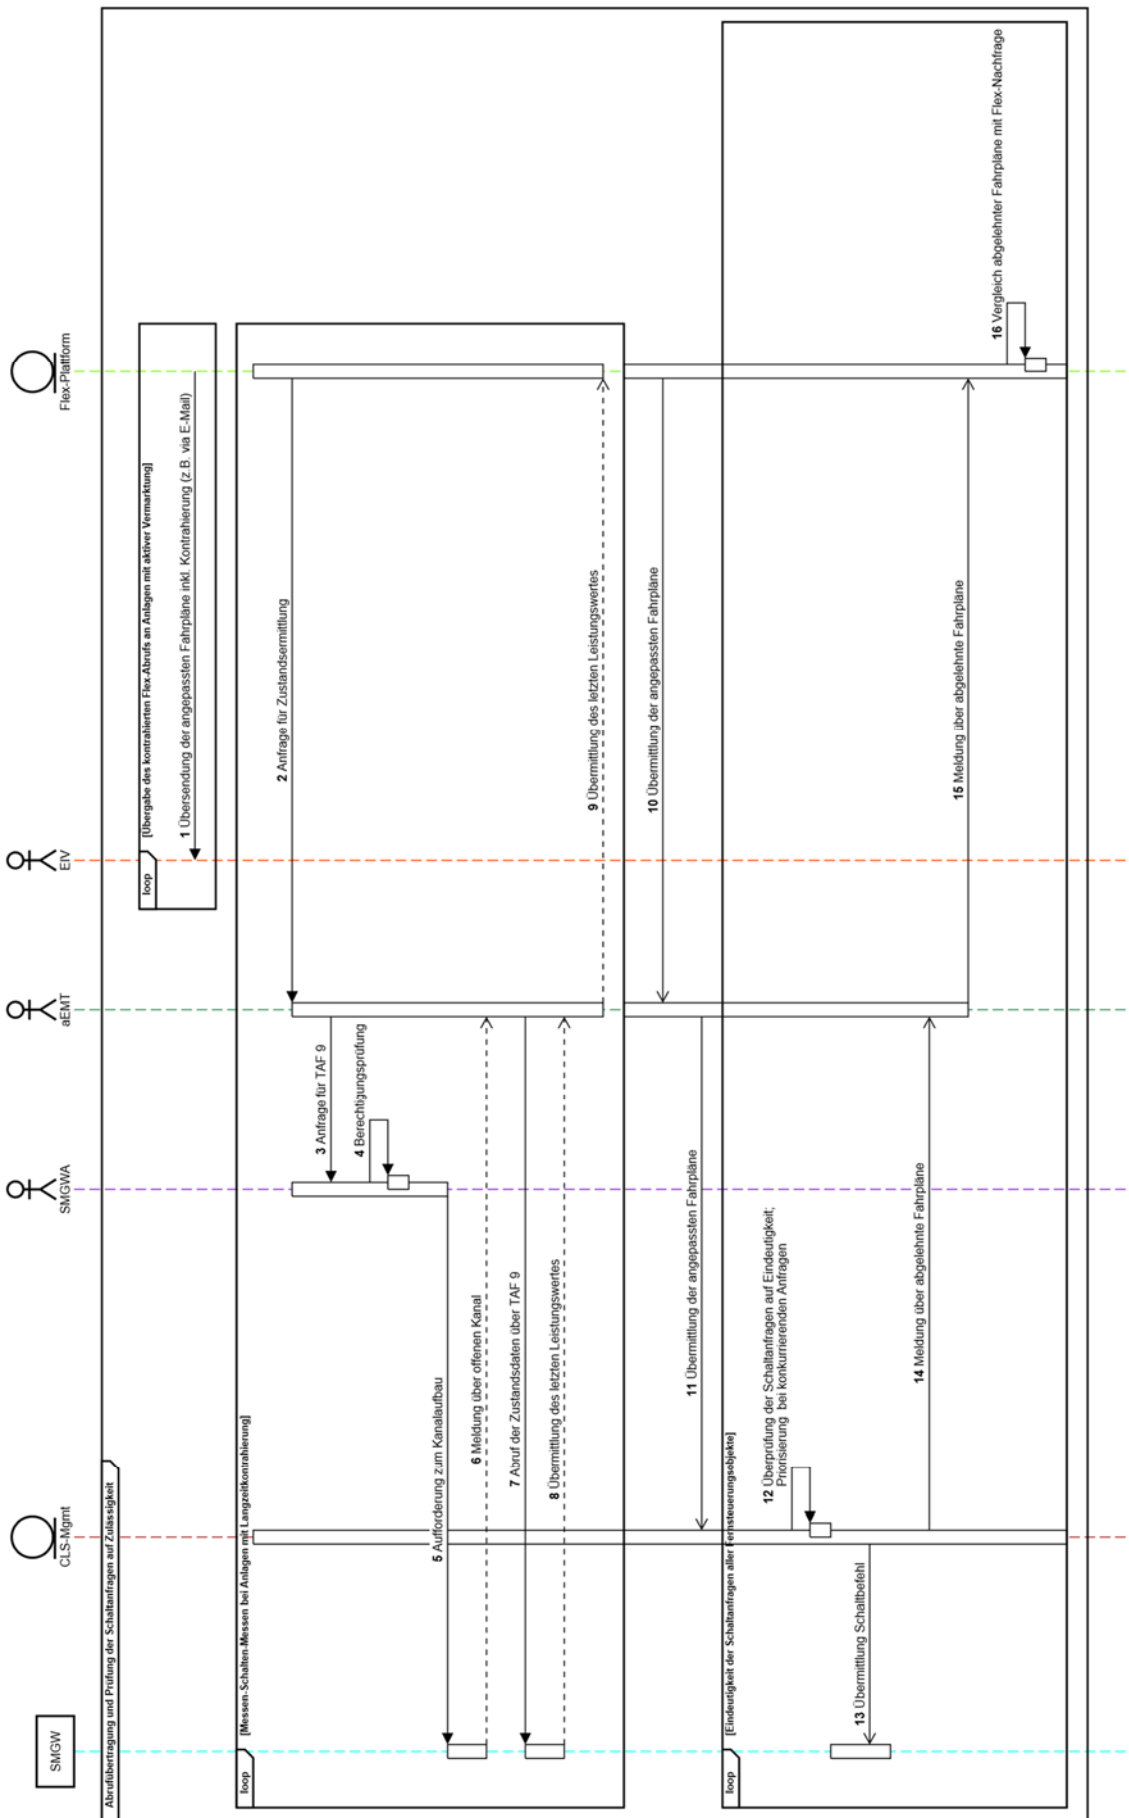 SMGW
CLS-Mgmt
SMGWA
aEMT
EIV
Flex-Plattform
Abrufübertragung und Prüfung der Schaltanfragen auf Zulässigkeit
loop
[Übergabe des kontrahierten Flex-Abrufs an Anlagen mit aktiver Vermarktung]
1 Übersendung der angepassten Fahrpläne inkl. Kontrahierung (z.B. via E-Mail)
loop
[Messen-Schalten-Messen bei Anlagen mit Langzeitkontrahierung]
2 Anfrage für Zustandsermittlung
3 Anfrage für TAF 9
4 Berechtigungsprüfung
5 Aufforderung zum Kanalaufbau
6 Meldung über offenen Kanal
7 Abruf der Zustandsdaten über TAF 9
8 Übermittlung des letzten Leistungswertes
9 Übermittlung des letzten Leistungswertes
10 Übermittlung der angepassten Fahrpläne
11 Übermittlung der angepassten Fahrpläne
loop
[Eindeutigkeit der Schaltanfragen aller Fernsteuerungsobjekte]
12 Überprüfung der Schaltanfragen auf Eindeutigkeit;
Priorisierung bei konkurrierenden Anfragen
13 Übermittlung Schaltbefehl
14 Meldung über abgelehnte Fahrpläne
15 Meldung über abgelehnte Fahrpläne
16 Vergleich abgelehnter Fahrpläne mit Flex-Nachfrage